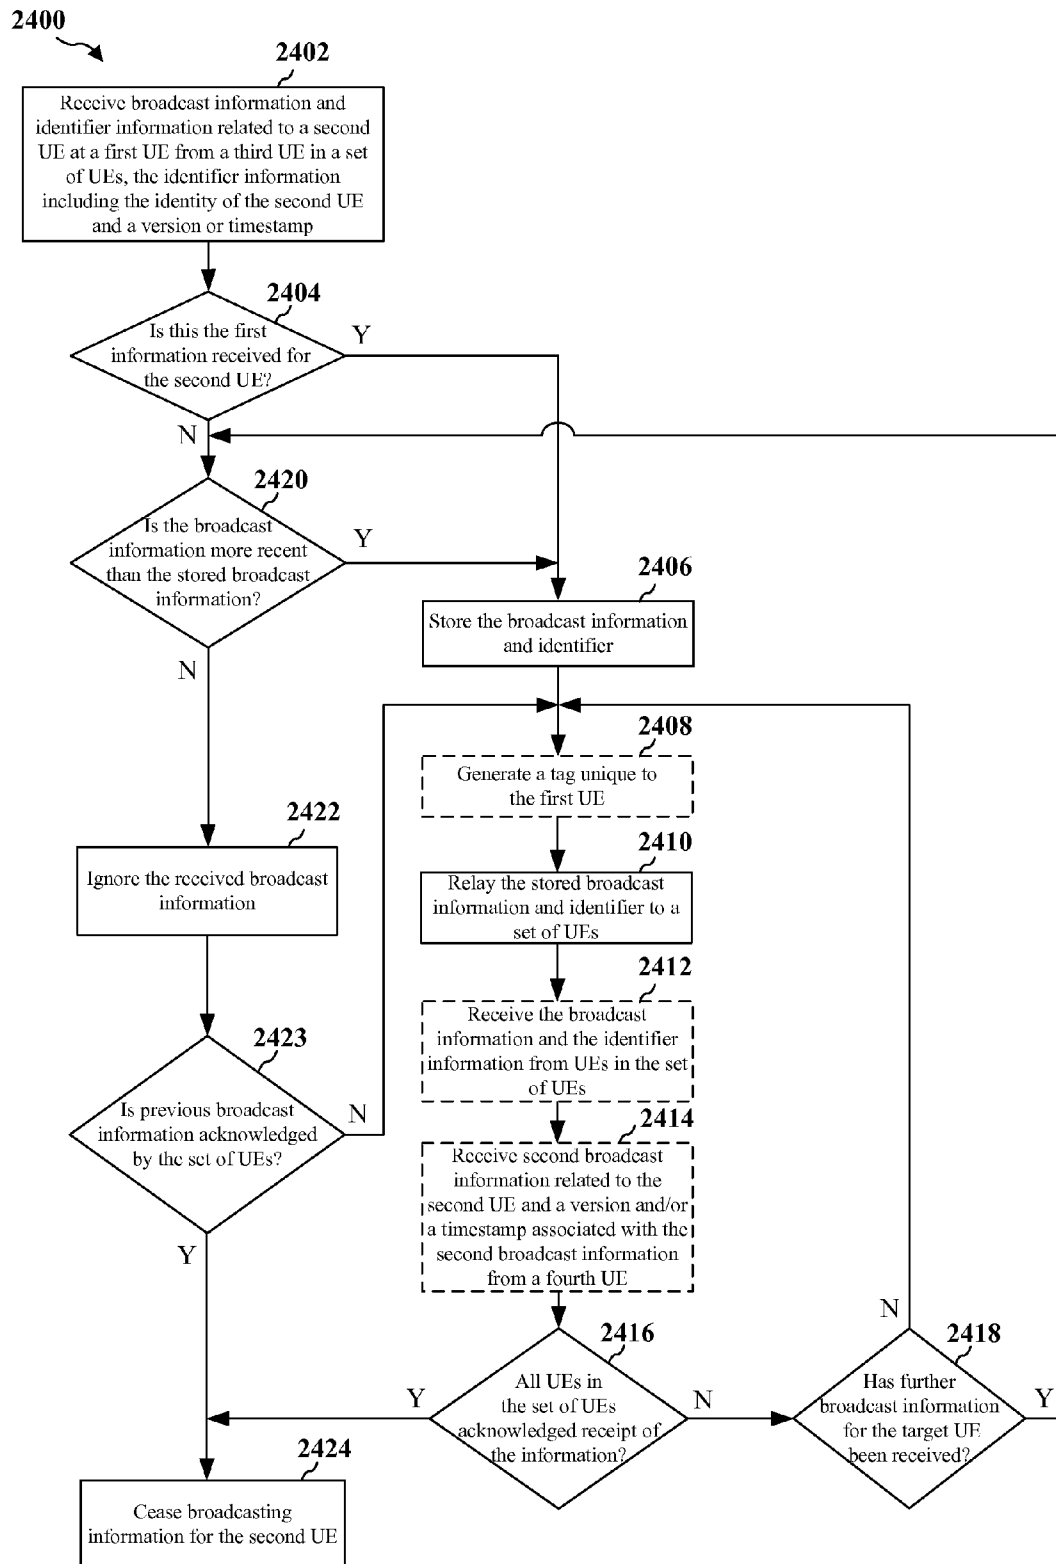 2400
2402
Receive broadcast information and
identifier information related to a second
UE at a first UE from a third UE in a set
of UEs, the identifier information
including the identity of the second UE
and a version or timestamp
2404
Is this the first
information received for
the second UE?
Y
N
2420
Is the broadcast
information more recent
than the stored broadcast
information?
Y
N
2406
Store the broadcast information
and identifier
2408
Generate a tag unique to
the first UE
2422
Ignore the received broadcast
information
2410
Relay the stored broadcast
information and identifier to a
set of UEs
2412
Receive the broadcast
information and the identifier
information from UEs in the set
of UEs
2423
Is previous broadcast
information acknowledged
by the set of UEs?
N
Y
2414
Receive second broadcast
information related to the
second UE and a version and/or
a timestamp associated with the
second broadcast information
from a fourth UE
2416
All UEs in
the set of UEs
acknowledged receipt of
the information?
Y
N
2418
Has further
broadcast information
for the target UE
been received?
N
Y
2424
Cease broadcasting
information for the second UE